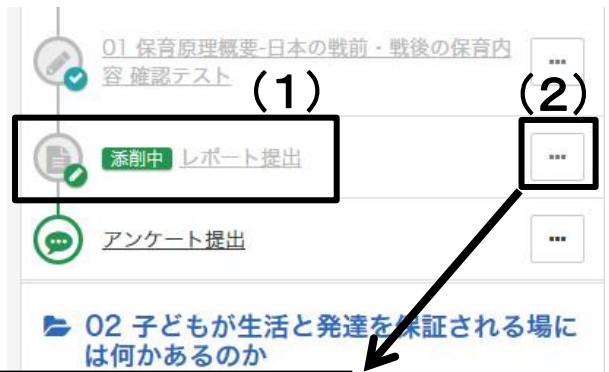 01 保育原理概要-日本の戦前・戦後の保育内
容 確認テスト
...
(1)
(2)
添削中 レポート提出
...
アンケート提出
...
02 子どもが生活と発達を保証される場に
は何かあるのか